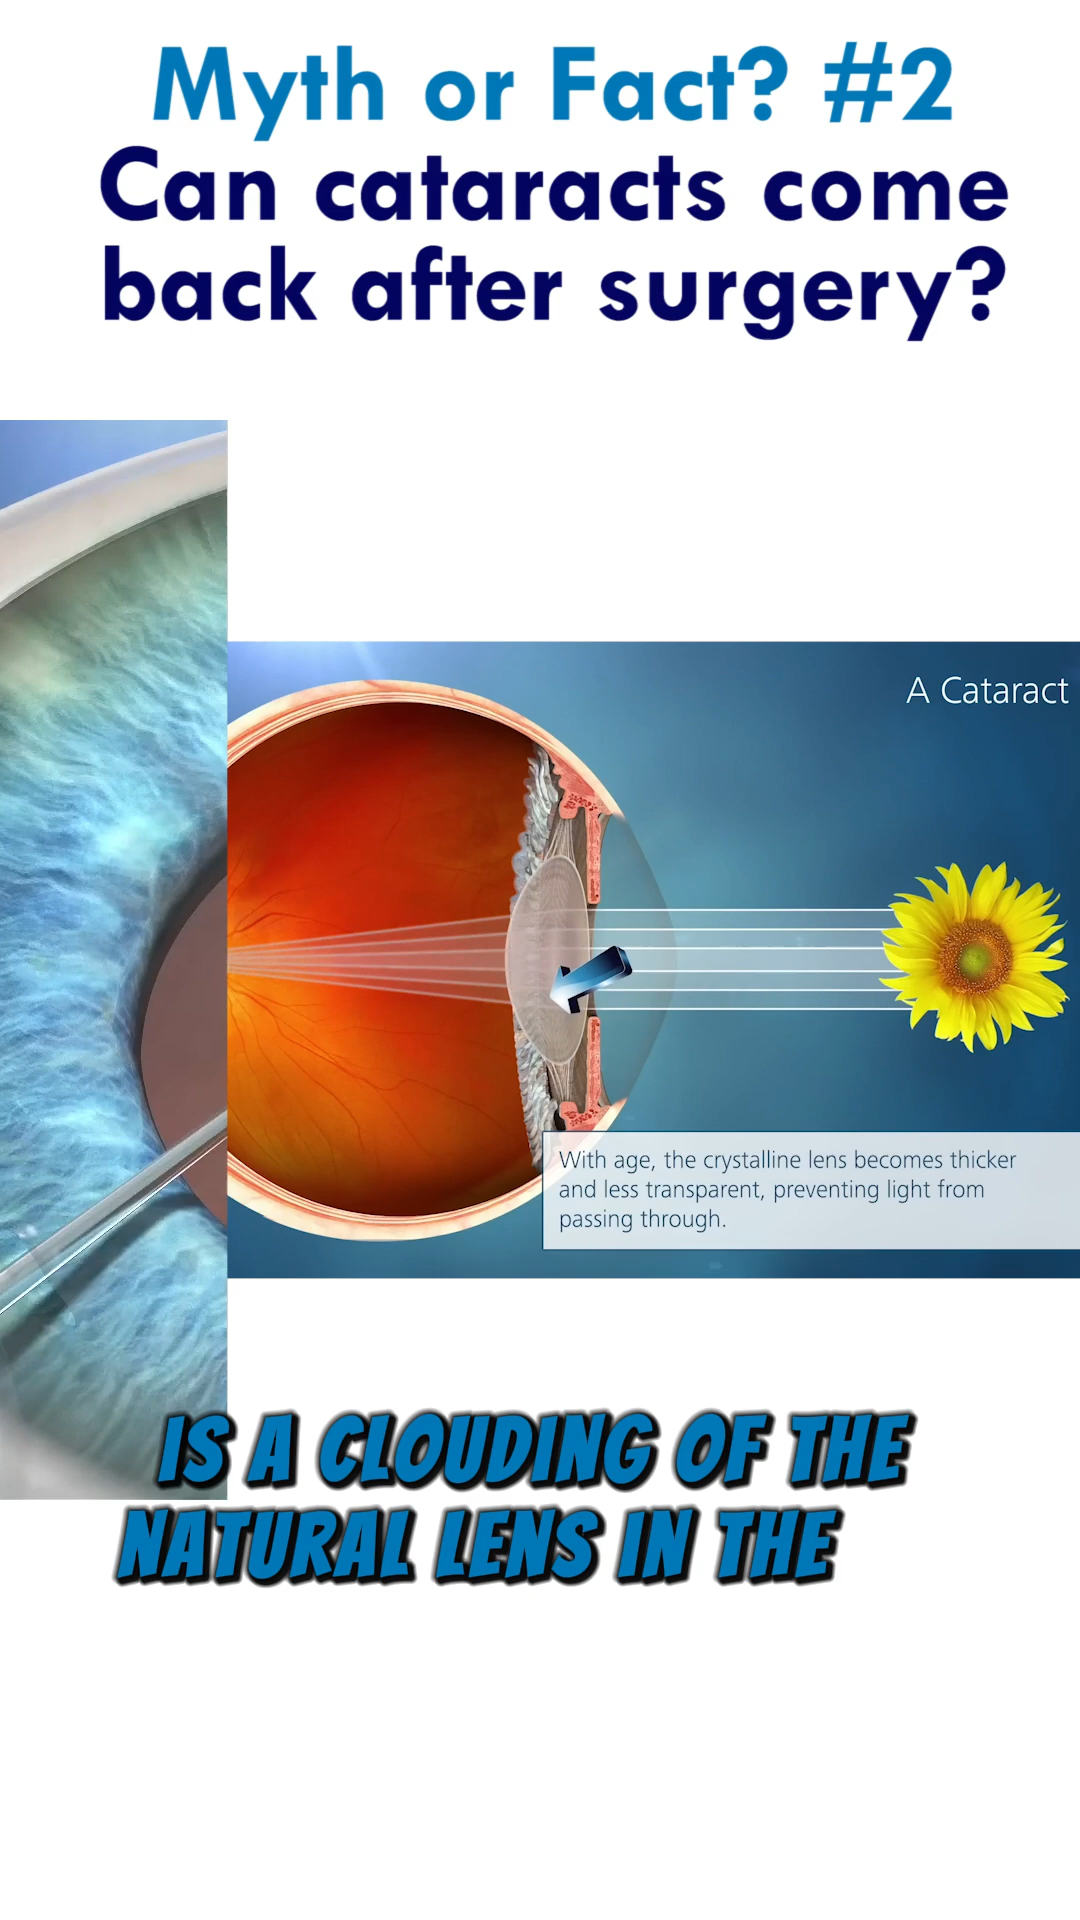 Myth or Fact? #2
Can cataracts come
back after surgery?
A Cataract
With age, the crystalline lens becomes thicker
and less transparent, preventing light from
passing through.
IS A CLOUDING OF THE
NATURAL LENS IN THE